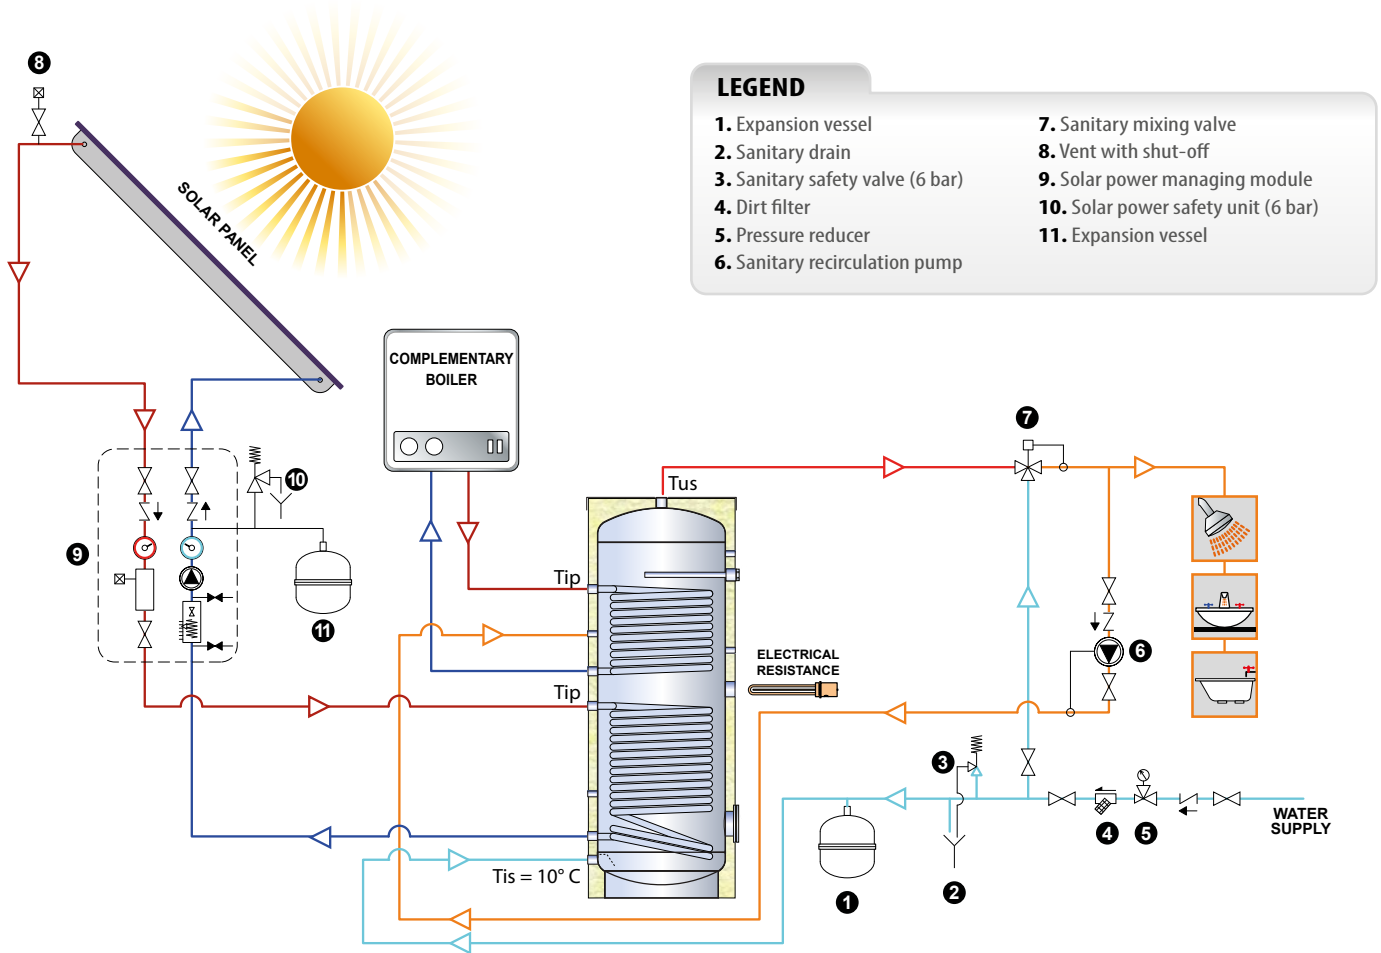 8
SOLAR PANEL
LEGEND
1. Expansion vessel
2. Sanitary drain
3. Sanitary safety valve (6 bar)
4. Dirt filter
5. Pressure reducer
6. Sanitary recirculation pump
7. Sanitary mixing valve
8. Vent with shut-off
9. Solar power managing module
10. Solar power safety unit (6 bar)
11. Expansion vessel
COMPLEMENTARY
BOILER
7
10
Tus
9
Tip
11
6
ELECTRICAL
RESISTANCE
Tip
3
WATER
SUPPLY
4
5
Tis = 10° C
1
2